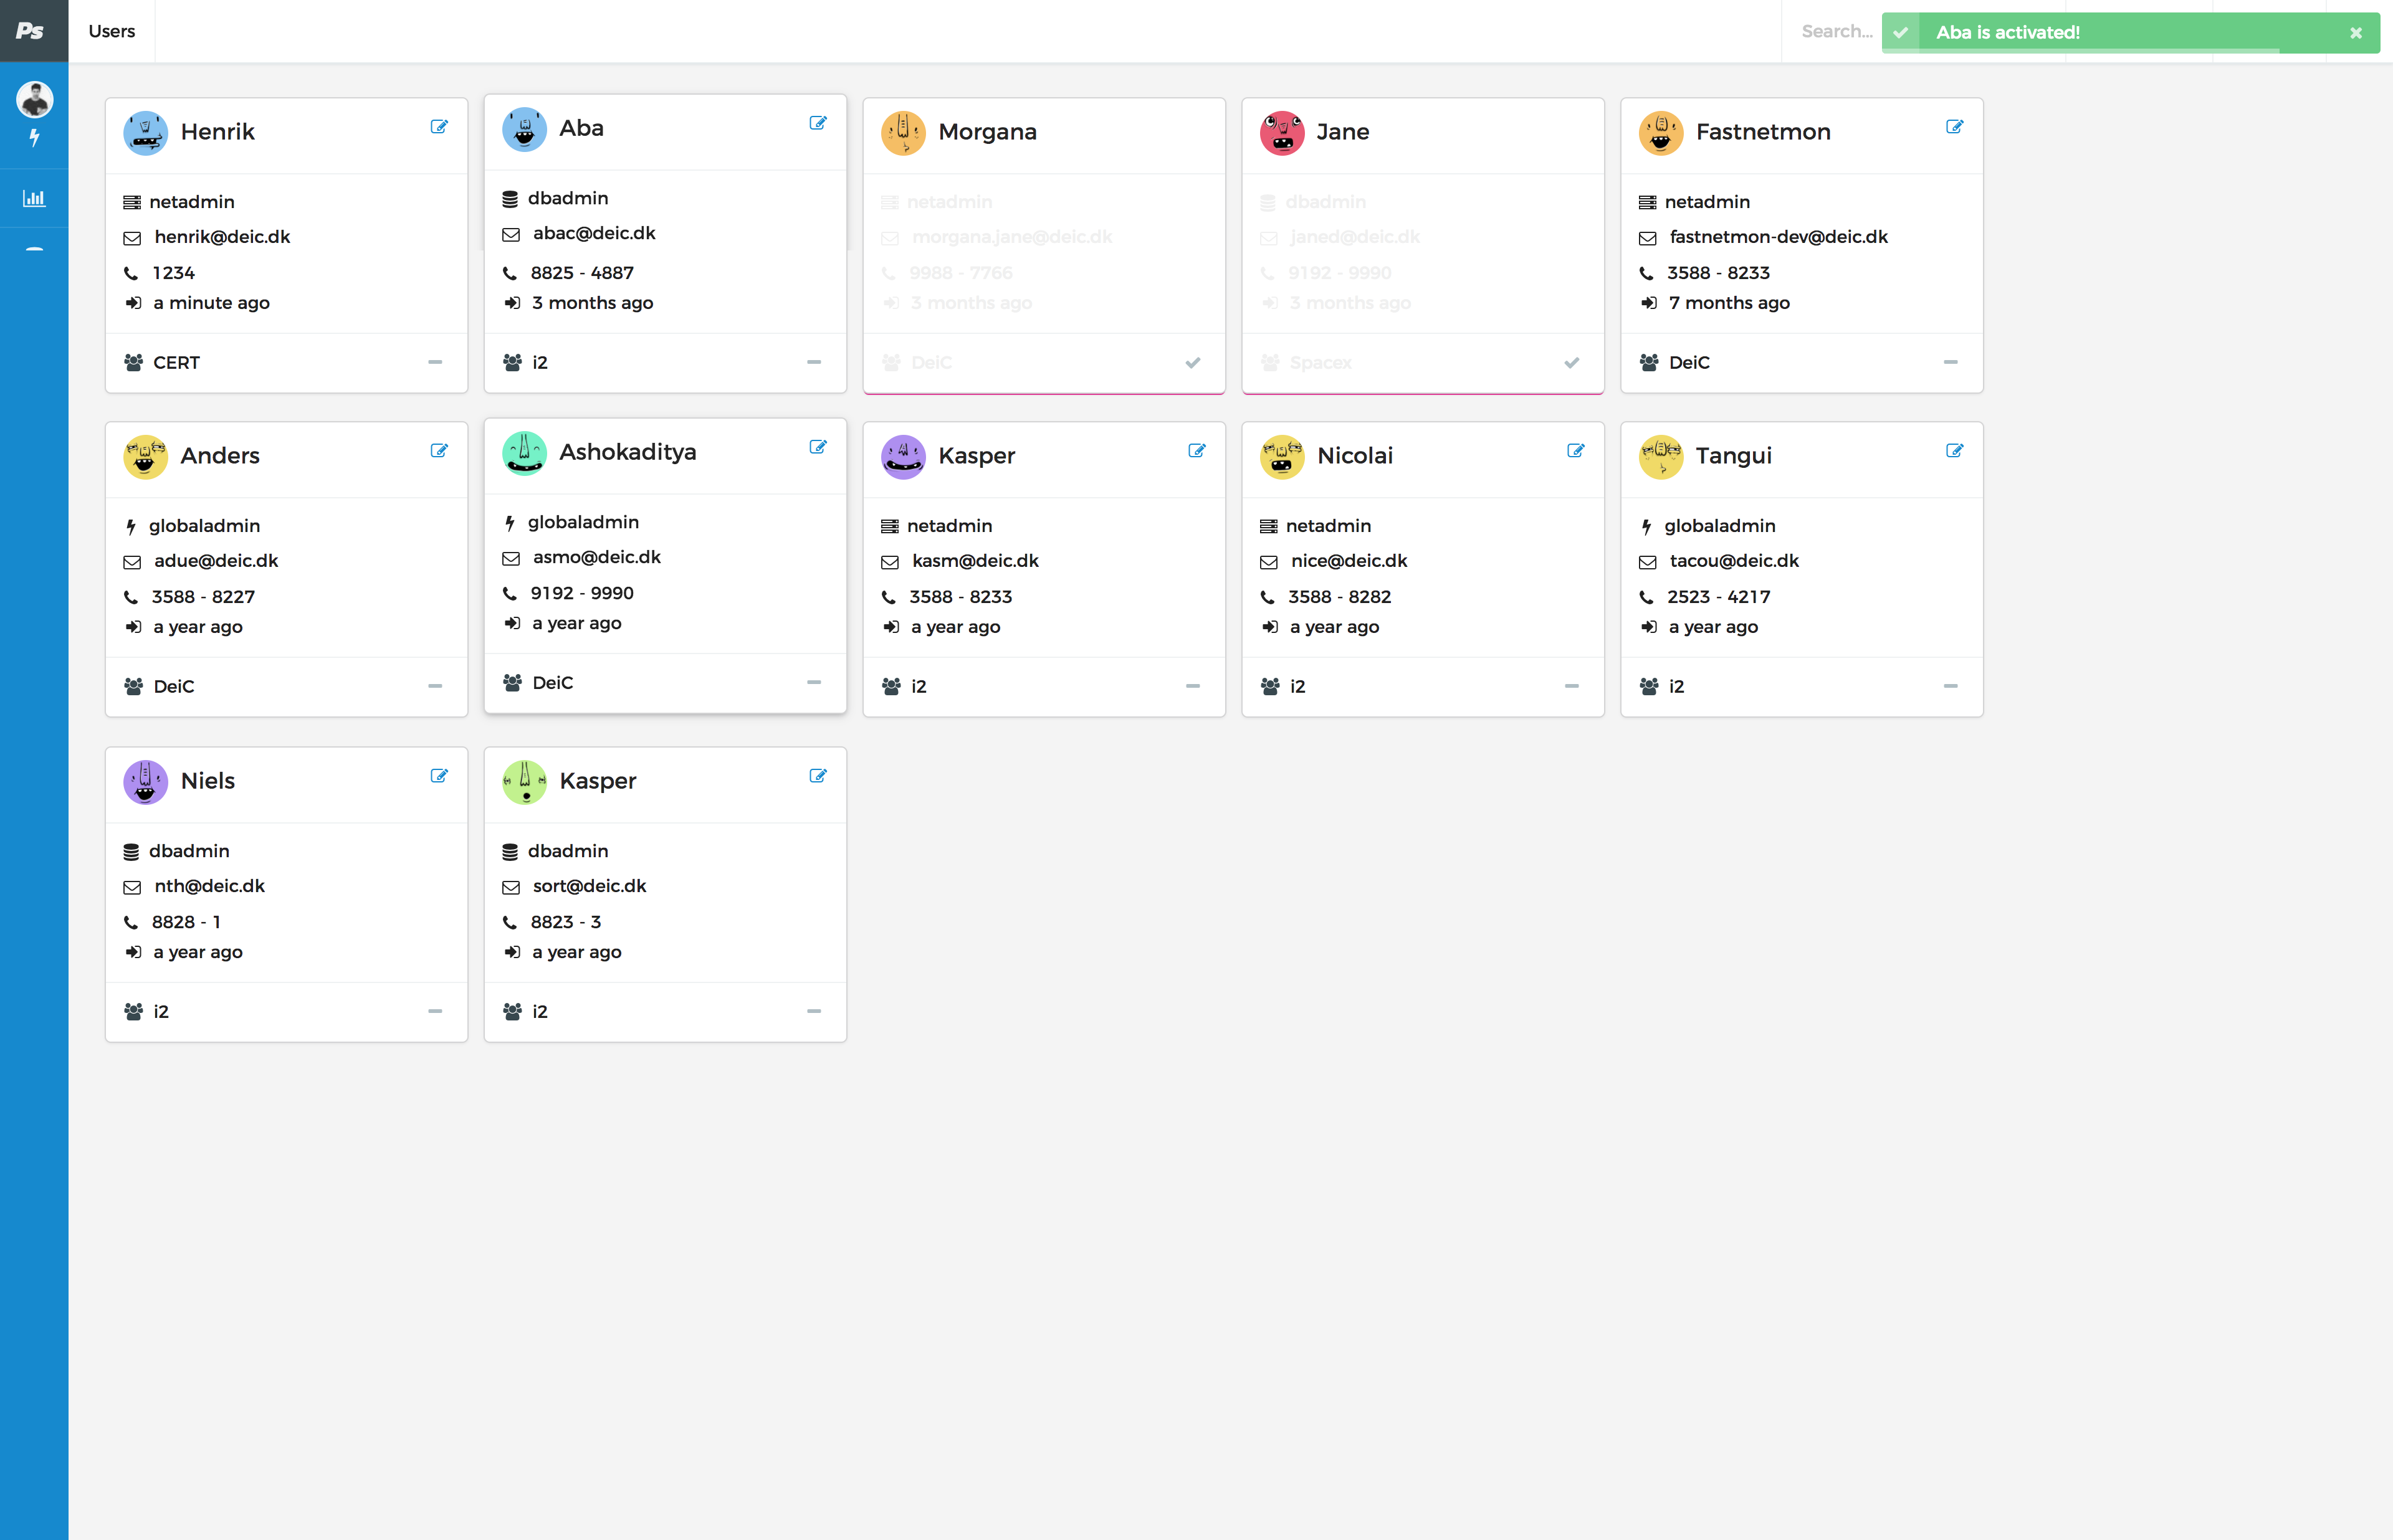 Ps
Users
Search...
Aba is activated!
Henrik
netadmin
henrik@deic.dk
1234
a minute ago
CERT
Aba
dbadmin
abac@deic.dk
8825 - 4887
3 months ago
i2
Morgana
netadmin
morgana.jane@deic.dk
9988 - 7766
3 months ago
DeiC
Jane
dbadmin
janed@deic.dk
9192 - 9990
3 months ago
Spacex
Fastnetmon
netadmin
fastnetmon-dev@deic.dk
3588 - 8233
7 months ago
DeiC
Anders
globaladmin
adue@deic.dk
3588 - 8227
a year ago
DeiC
Ashokaditya
globaladmin
asmo@deic.dk
9192 - 9990
a year ago
DeiC
Kasper
netadmin
kasm@deic.dk
3588 - 8233
a year ago
i2
Nicolai
netadmin
nice@deic.dk
3588 - 8282
a year ago
i2
Tangui
globaladmin
tacou@deic.dk
2523 - 4217
a year ago
i2
Niels
dbadmin
nth@deic.dk
8828 - 1
a year ago
i2
Kasper
dbadmin
sort@deic.dk
8823 - 3
a year ago
i2